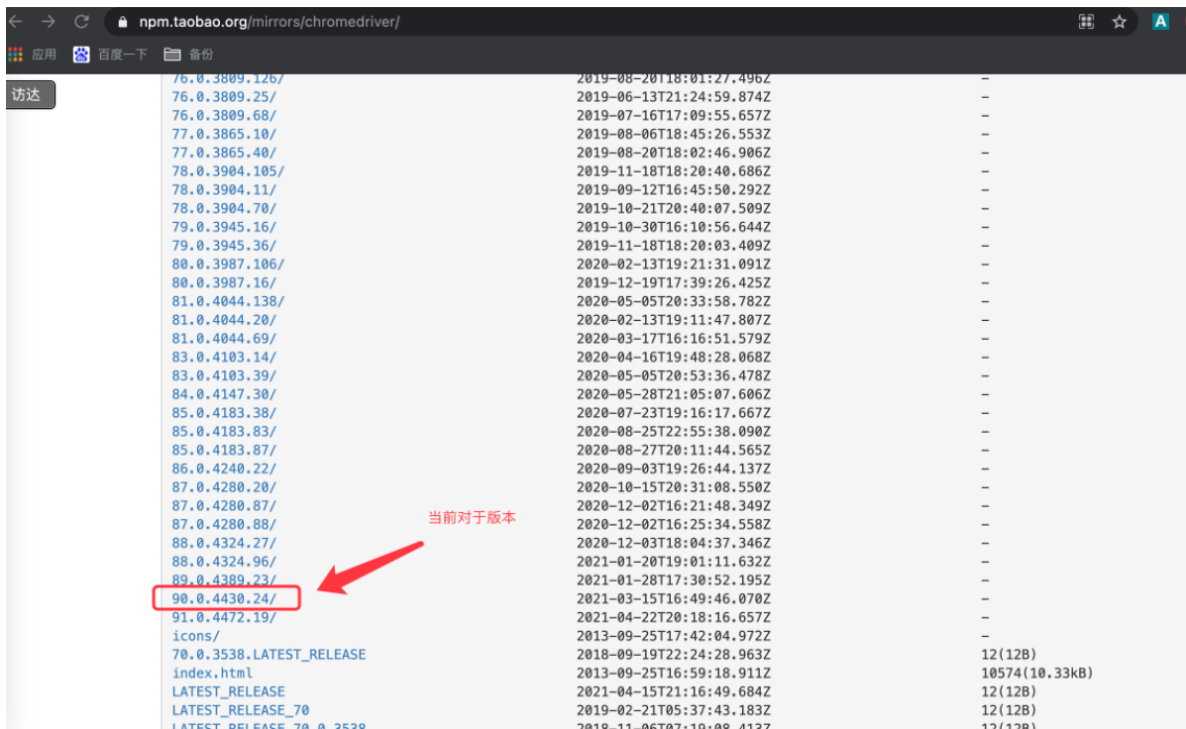 npm.taobao.org/mirrors/chromedriver/
应用 百度一下 备份
访达
76.0.3809.126/ 2019-08-20T18:01:27.496Z -
76.0.3809.25/ 2019-06-13T21:24:59.874Z -
76.0.3809.68/ 2019-07-16T17:09:55.657Z -
77.0.3865.10/ 2019-08-06T18:45:26.553Z -
77.0.3865.40/ 2019-08-20T18:02:46.906Z -
78.0.3904.105/ 2019-11-18T18:20:40.686Z -
78.0.3904.11/ 2019-09-12T16:45:50.292Z -
78.0.3904.70/ 2019-10-21T20:40:07.509Z -
79.0.3945.16/ 2019-10-30T16:10:56.644Z -
79.0.3945.36/ 2019-11-18T18:20:03.409Z -
80.0.3987.106/ 2020-02-13T19:21:31.091Z -
80.0.3987.16/ 2019-12-19T17:39:26.425Z -
81.0.4044.138/ 2020-05-05T20:33:58.782Z -
81.0.4044.20/ 2020-02-13T19:11:47.807Z -
81.0.4044.69/ 2020-03-17T16:16:51.579Z -
83.0.4103.14/ 2020-04-16T19:48:28.068Z -
83.0.4103.39/ 2020-05-05T20:53:36.478Z -
84.0.4147.30/ 2020-05-28T21:05:07.606Z -
85.0.4183.38/ 2020-07-23T19:16:17.667Z -
85.0.4183.83/ 2020-08-25T22:55:38.090Z -
85.0.4183.87/ 2020-08-27T20:11:44.565Z -
86.0.4240.22/ 2020-09-03T19:26:44.137Z -
87.0.4280.20/ 2020-10-15T20:31:08.550Z -
87.0.4280.87/ 2020-12-02T16:21:48.349Z -
当前对于版本
87.0.4280.88/ 2020-12-02T16:25:34.558Z -
88.0.4324.27/ 2020-12-03T18:04:37.346Z -
88.0.4324.96/ 2021-01-20T19:01:11.632Z -
89.0.4389.23/ 2021-01-28T17:30:52.195Z -
90.0.4430.24/ 2021-03-15T16:49:46.070Z -
91.0.4472.19/ 2021-04-22T20:18:16.657Z -
icons/ 2013-09-25T17:42:04.972Z -
70.0.3538.LATEST_RELEASE 2018-09-19T22:24:28.963Z 12(12B)
index.html 2013-09-25T16:59:18.911Z 10574(10.33kB)
LATEST_RELEASE 2021-04-15T21:16:49.684Z 12(12B)
LATEST_RELEASE_70 2019-02-21T05:37:43.183Z 12(12B)
LATEST_RELEASE_70.0.3538 2018-11-06T07:19:08.413Z 12(12B)